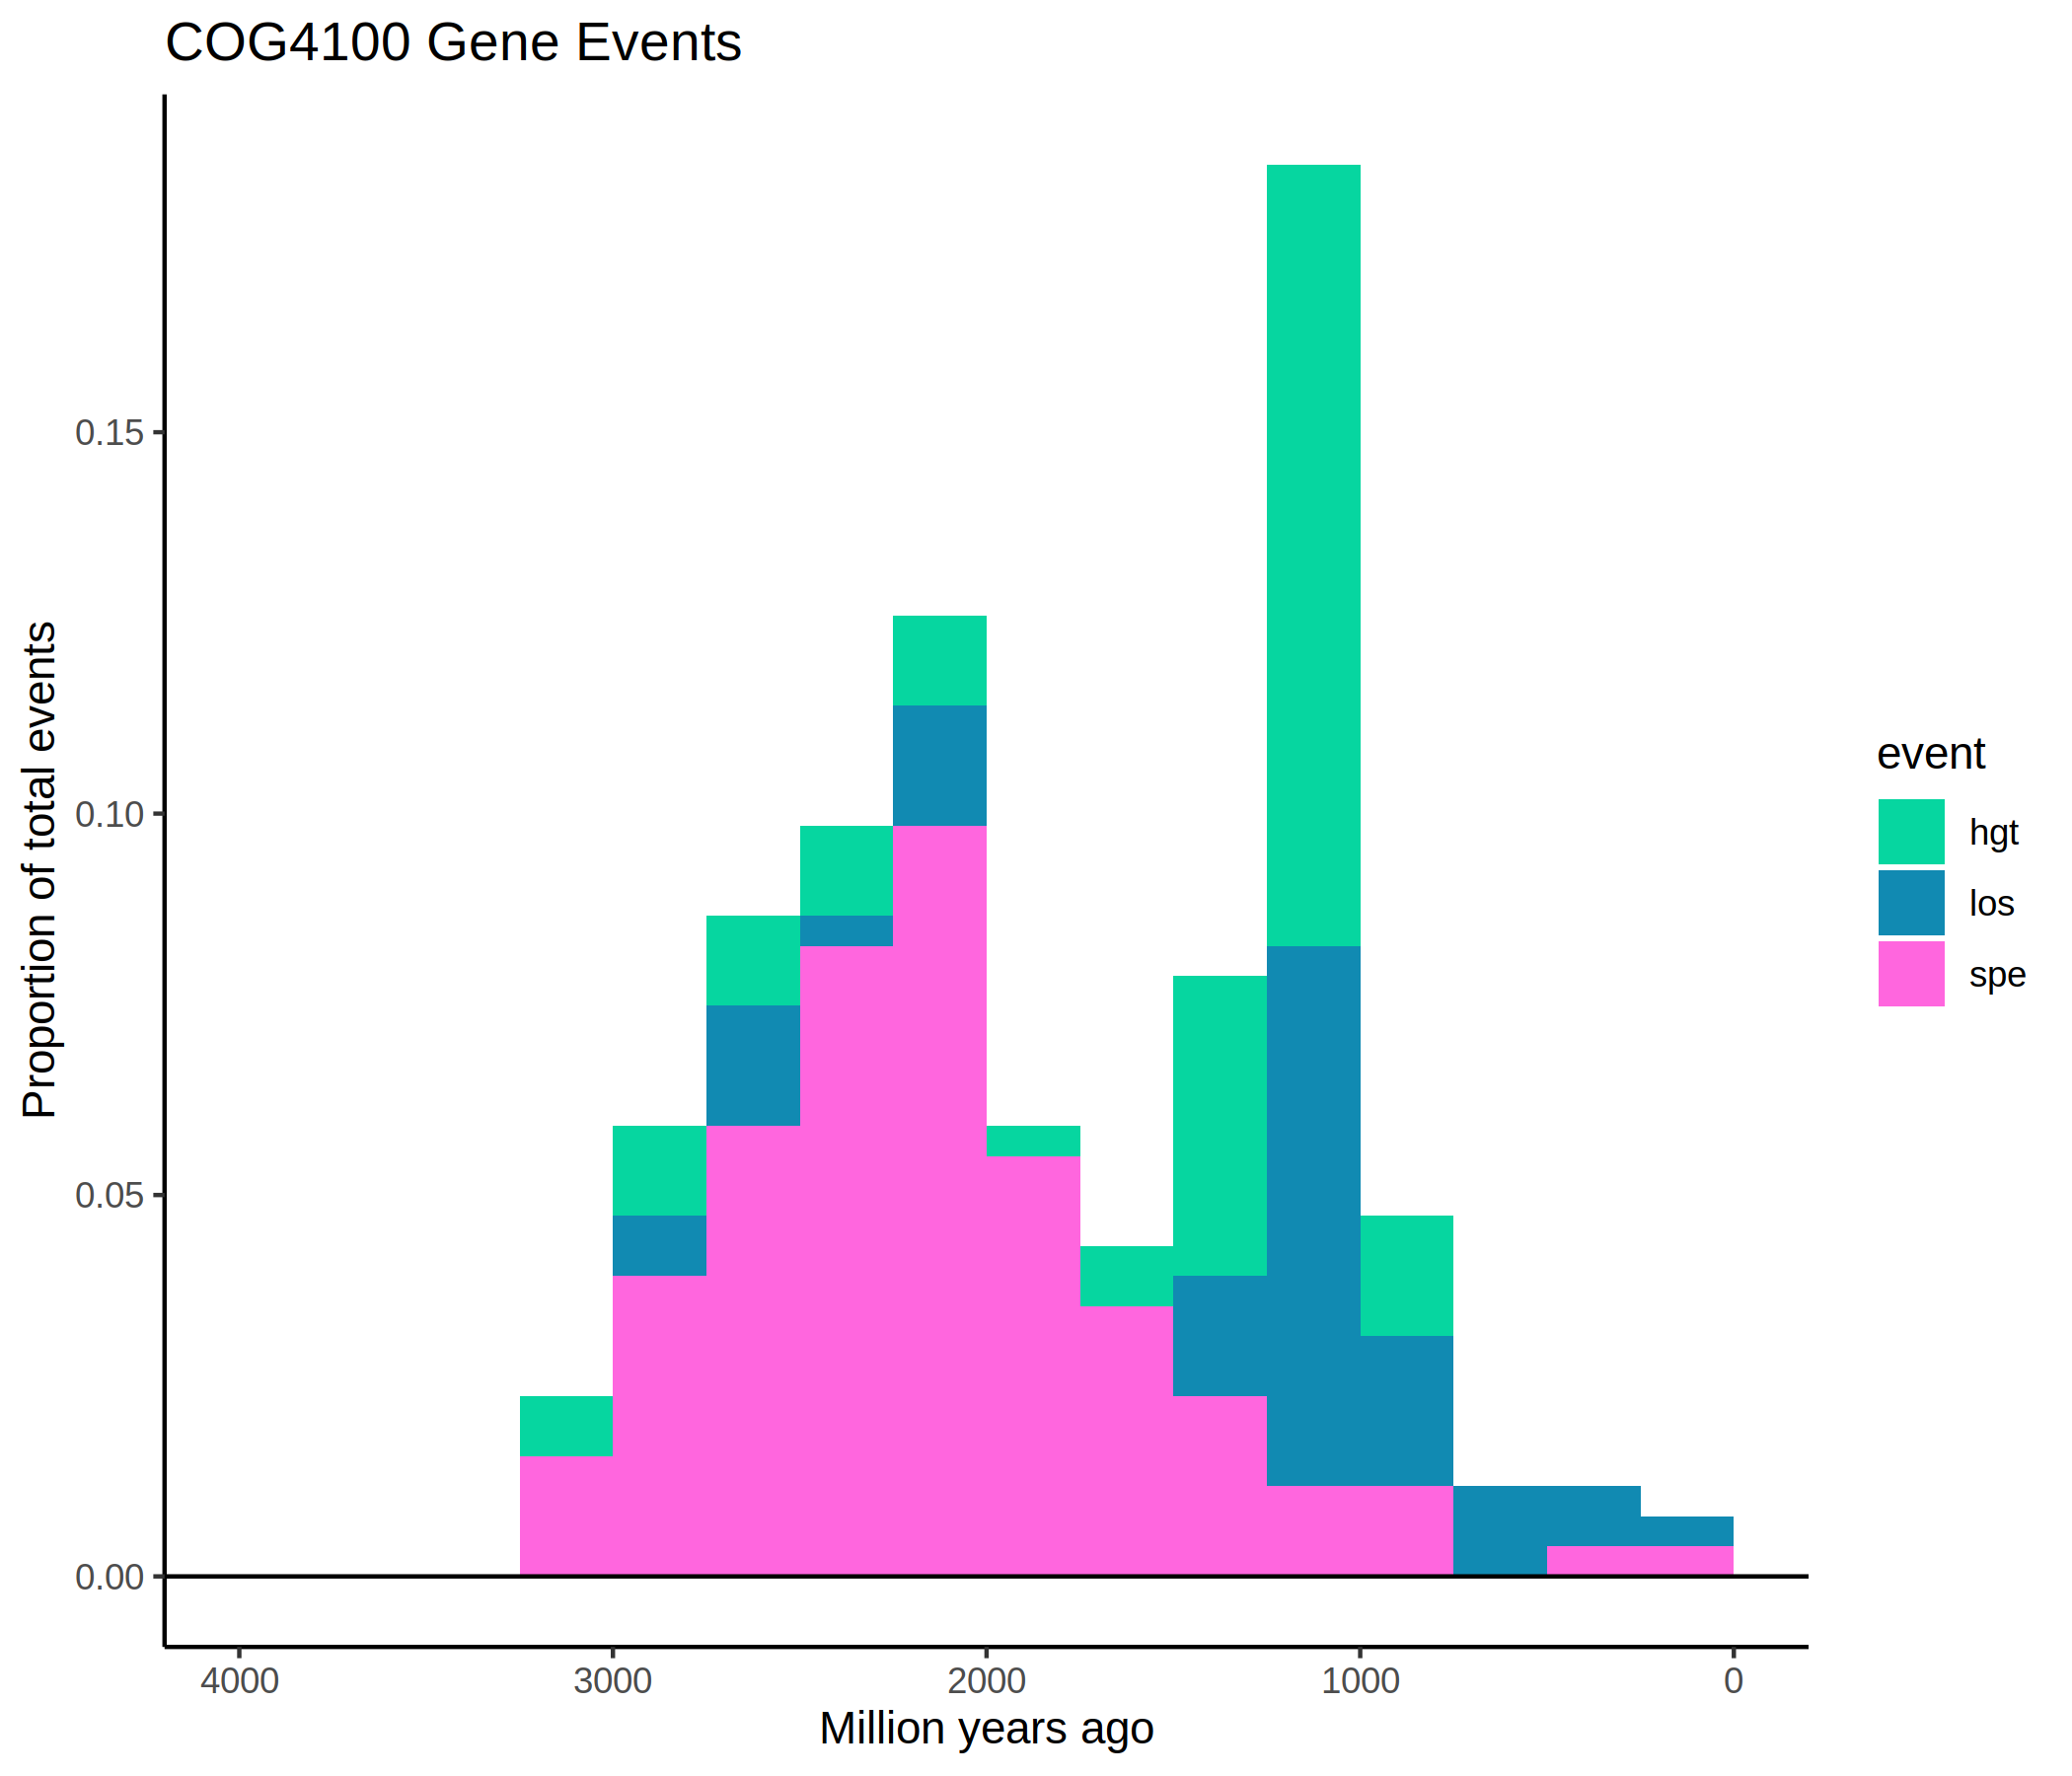 COG4100 Gene Events
Proportion of total events
0.15
0.10
0.05
0.00
4000 3000 2000 1000 0
Million years ago
event
hgt
los
spe